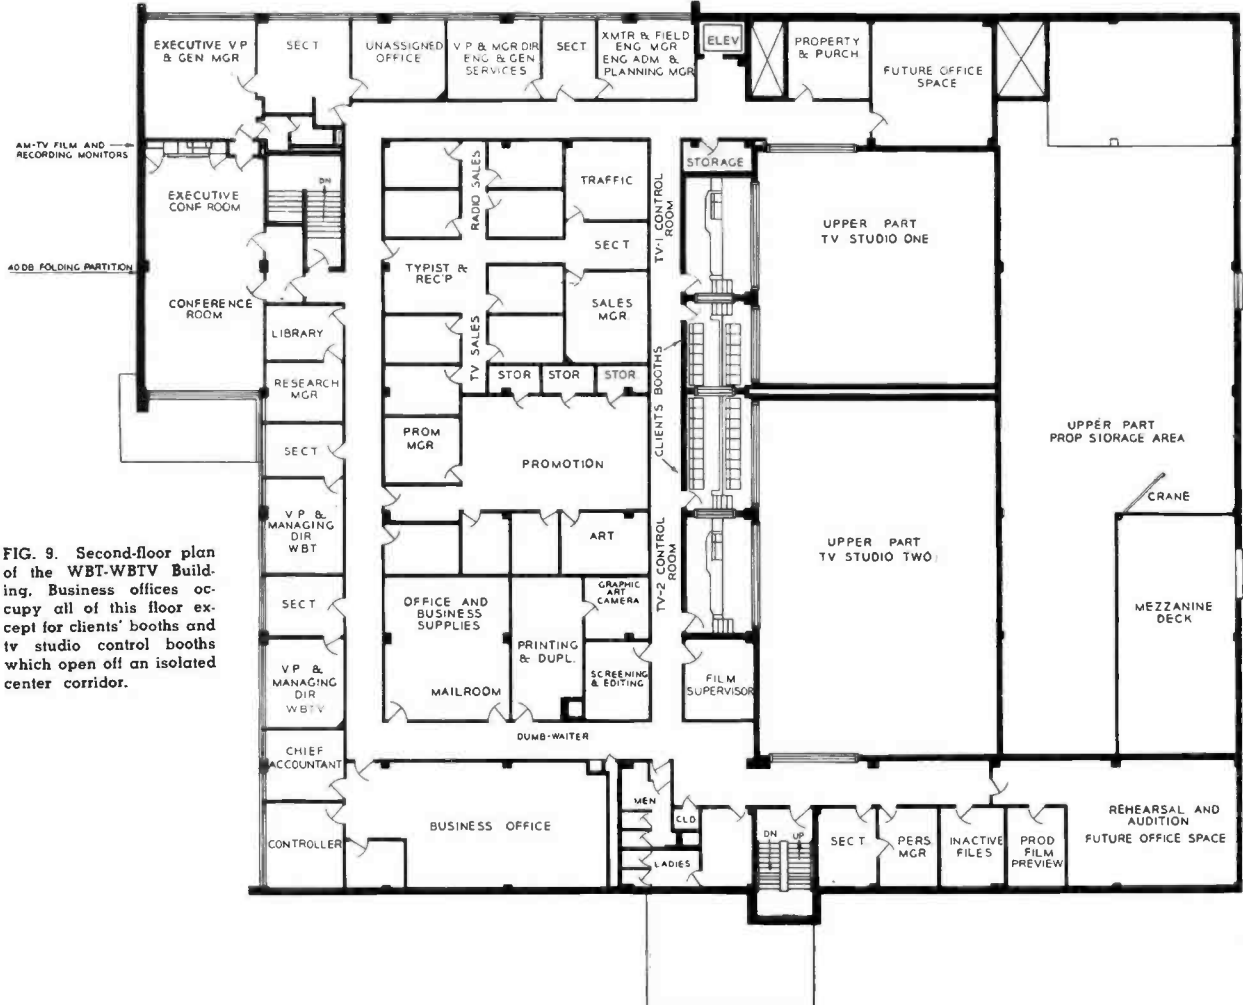 EXECUTIVE V P
& GEN MGR
SECT
UNASSIGNED
OFFICE
V P & MGR DIR
ENG & GEN
SERVICES
SECT
XMTR & FIELD
ENG MGR
ENG ADM &
PLANNING MGR
ELEV
PROPERTY
& PURCH
FUTURE OFFICE
SPACE
AM-TV FILM AND
RECORDING MONITORS
EXECUTIVE
CONF ROOM
DN
RADIO SALES
TRAFFIC
SECT
TV-1 CONTROL
ROOM
STORAGE
UPPER PART
TV STUDIO ONE
40 DB FOLDING PARTITION
CONFERENCE
ROOM
TYPIST &
REC'P
SALES
MGR
LIBRARY
TV SALES
RESEARCH
MGR
STOR
STOR
STOR
CLIENTS BOOTHS
SECT
PROM
MGR
PROMOTION
UPPER PART
PROP STORAGE AREA
CRANE
V P &
MANAGING
DIR
WBT
ART
TV-2 CONTROL
ROOM
UPPER PART
TV STUDIO TWO
FIG. 9. Second-floor plan
of the WBT-WBTV Build-
ing. Business offices oc-
cupy all of this floor ex-
cept for clients' booths and
tv studio control booths
which open off an isolated
center corridor.
SECT
OFFICE AND
BUSINESS
SUPPLIES
GRAPHIC
ART
CAMERA
MEZZANINE
DECK
PRINTING
& DUPL.
V P &
MANAGING
DIR
WBTV
MAILROOM
SCREENING
& EDITING
FILM
SUPERVISOR
DUMB-WAITER
CHIEF
ACCOUNTANT
CONTROLLER
BUSINESS OFFICE
MEN
CLO
LADIES
DN
UP
SECT
PERS
MGR
INACTIVE
FILES
PROD
FILM
PREVIEW
REHEARSAL AND
AUDITION
FUTURE OFFICE SPACE